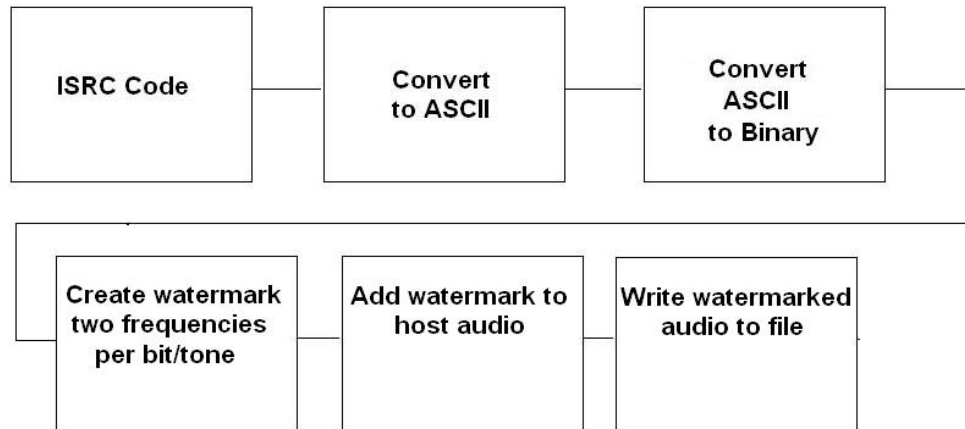 ISRC Code
Convert
to ASCII
Convert
ASCII
to Binary
Create watermark
two frequencies
per bit/tone
Add watermark to
host audio
Write watermarked
audio to file